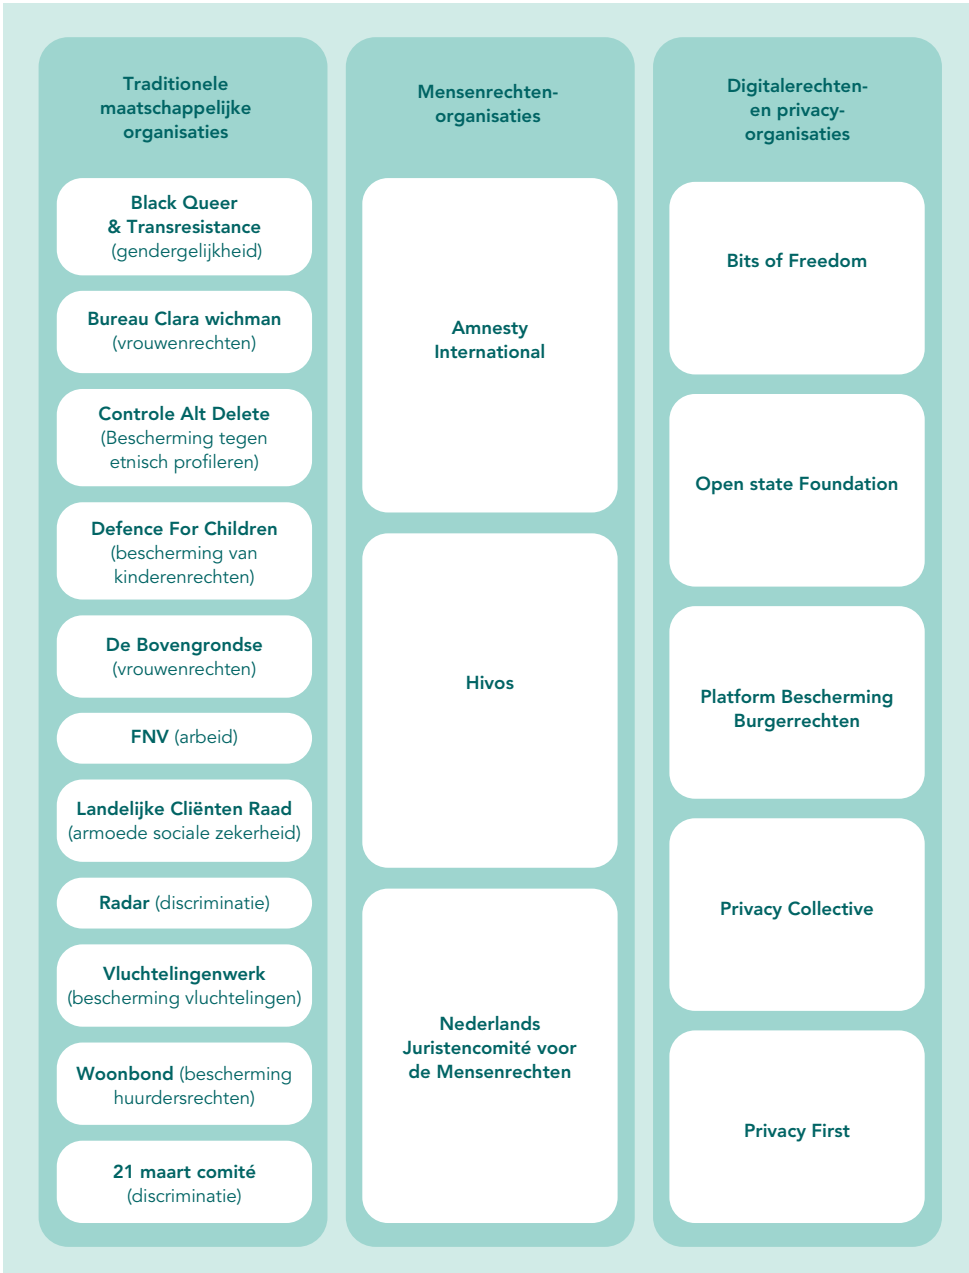 Traditionele
maatschappelijke
organisaties
Black Queer
& Transresistance
(gendergelijkheid)
Bureau Clara wichman
(vrouwenrechten)
Controle Alt Delete
(Bescherming tegen
etnisch profileren)
Defence For Children
(bescherming van
kinderenrechten)
De Bovengrondse
(vrouwenrechten)
FNV (arbeid)
Landelijke Cliënten Raad
(armoede sociale zekerheid)
Radar (discriminatie)
Vluchtelingenwerk
(bescherming vluchtelingen)
Woonbond (bescherming
huurdersrechten)
21 maart comité
(discriminatie)
Mensenrechten-
organisaties
Amnesty
International
Hivos
Nederlands
Juristencomité voor
de Mensenrechten
Digitalerechten-
en privacy-
organisaties
Bits of Freedom
Open state Foundation
Platform Bescherming
Burgerrechten
Privacy Collective
Privacy First